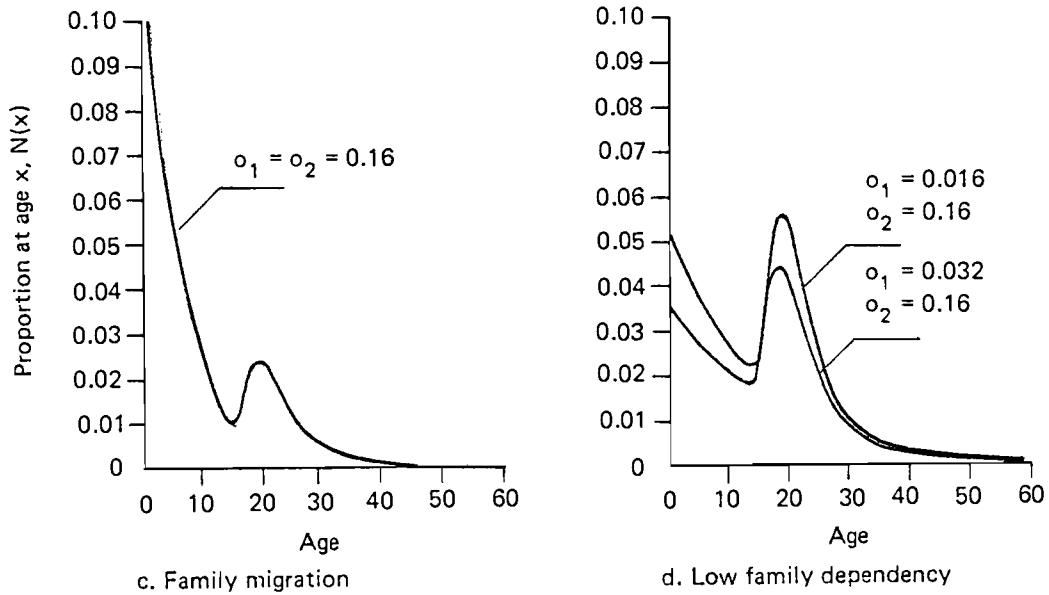 Proportion at age x, N(x)
0.10
0.09
0.08
0.07
0.06
0.05
0.04
0.03
0.02
0.01
0
o₁ = o₂ = 0.16
0 10 20 30 40 50 60
Age
c. Family migration
0.10
0.09
0.08
0.07
0.06
0.05
0.04
0.03
0.02
0.01
0
o₁ = 0.016
o₂ = 0.16
o₁ = 0.032
o₂ = 0.16
0 10 20 30 40 50 60
Age
d. Low family dependency